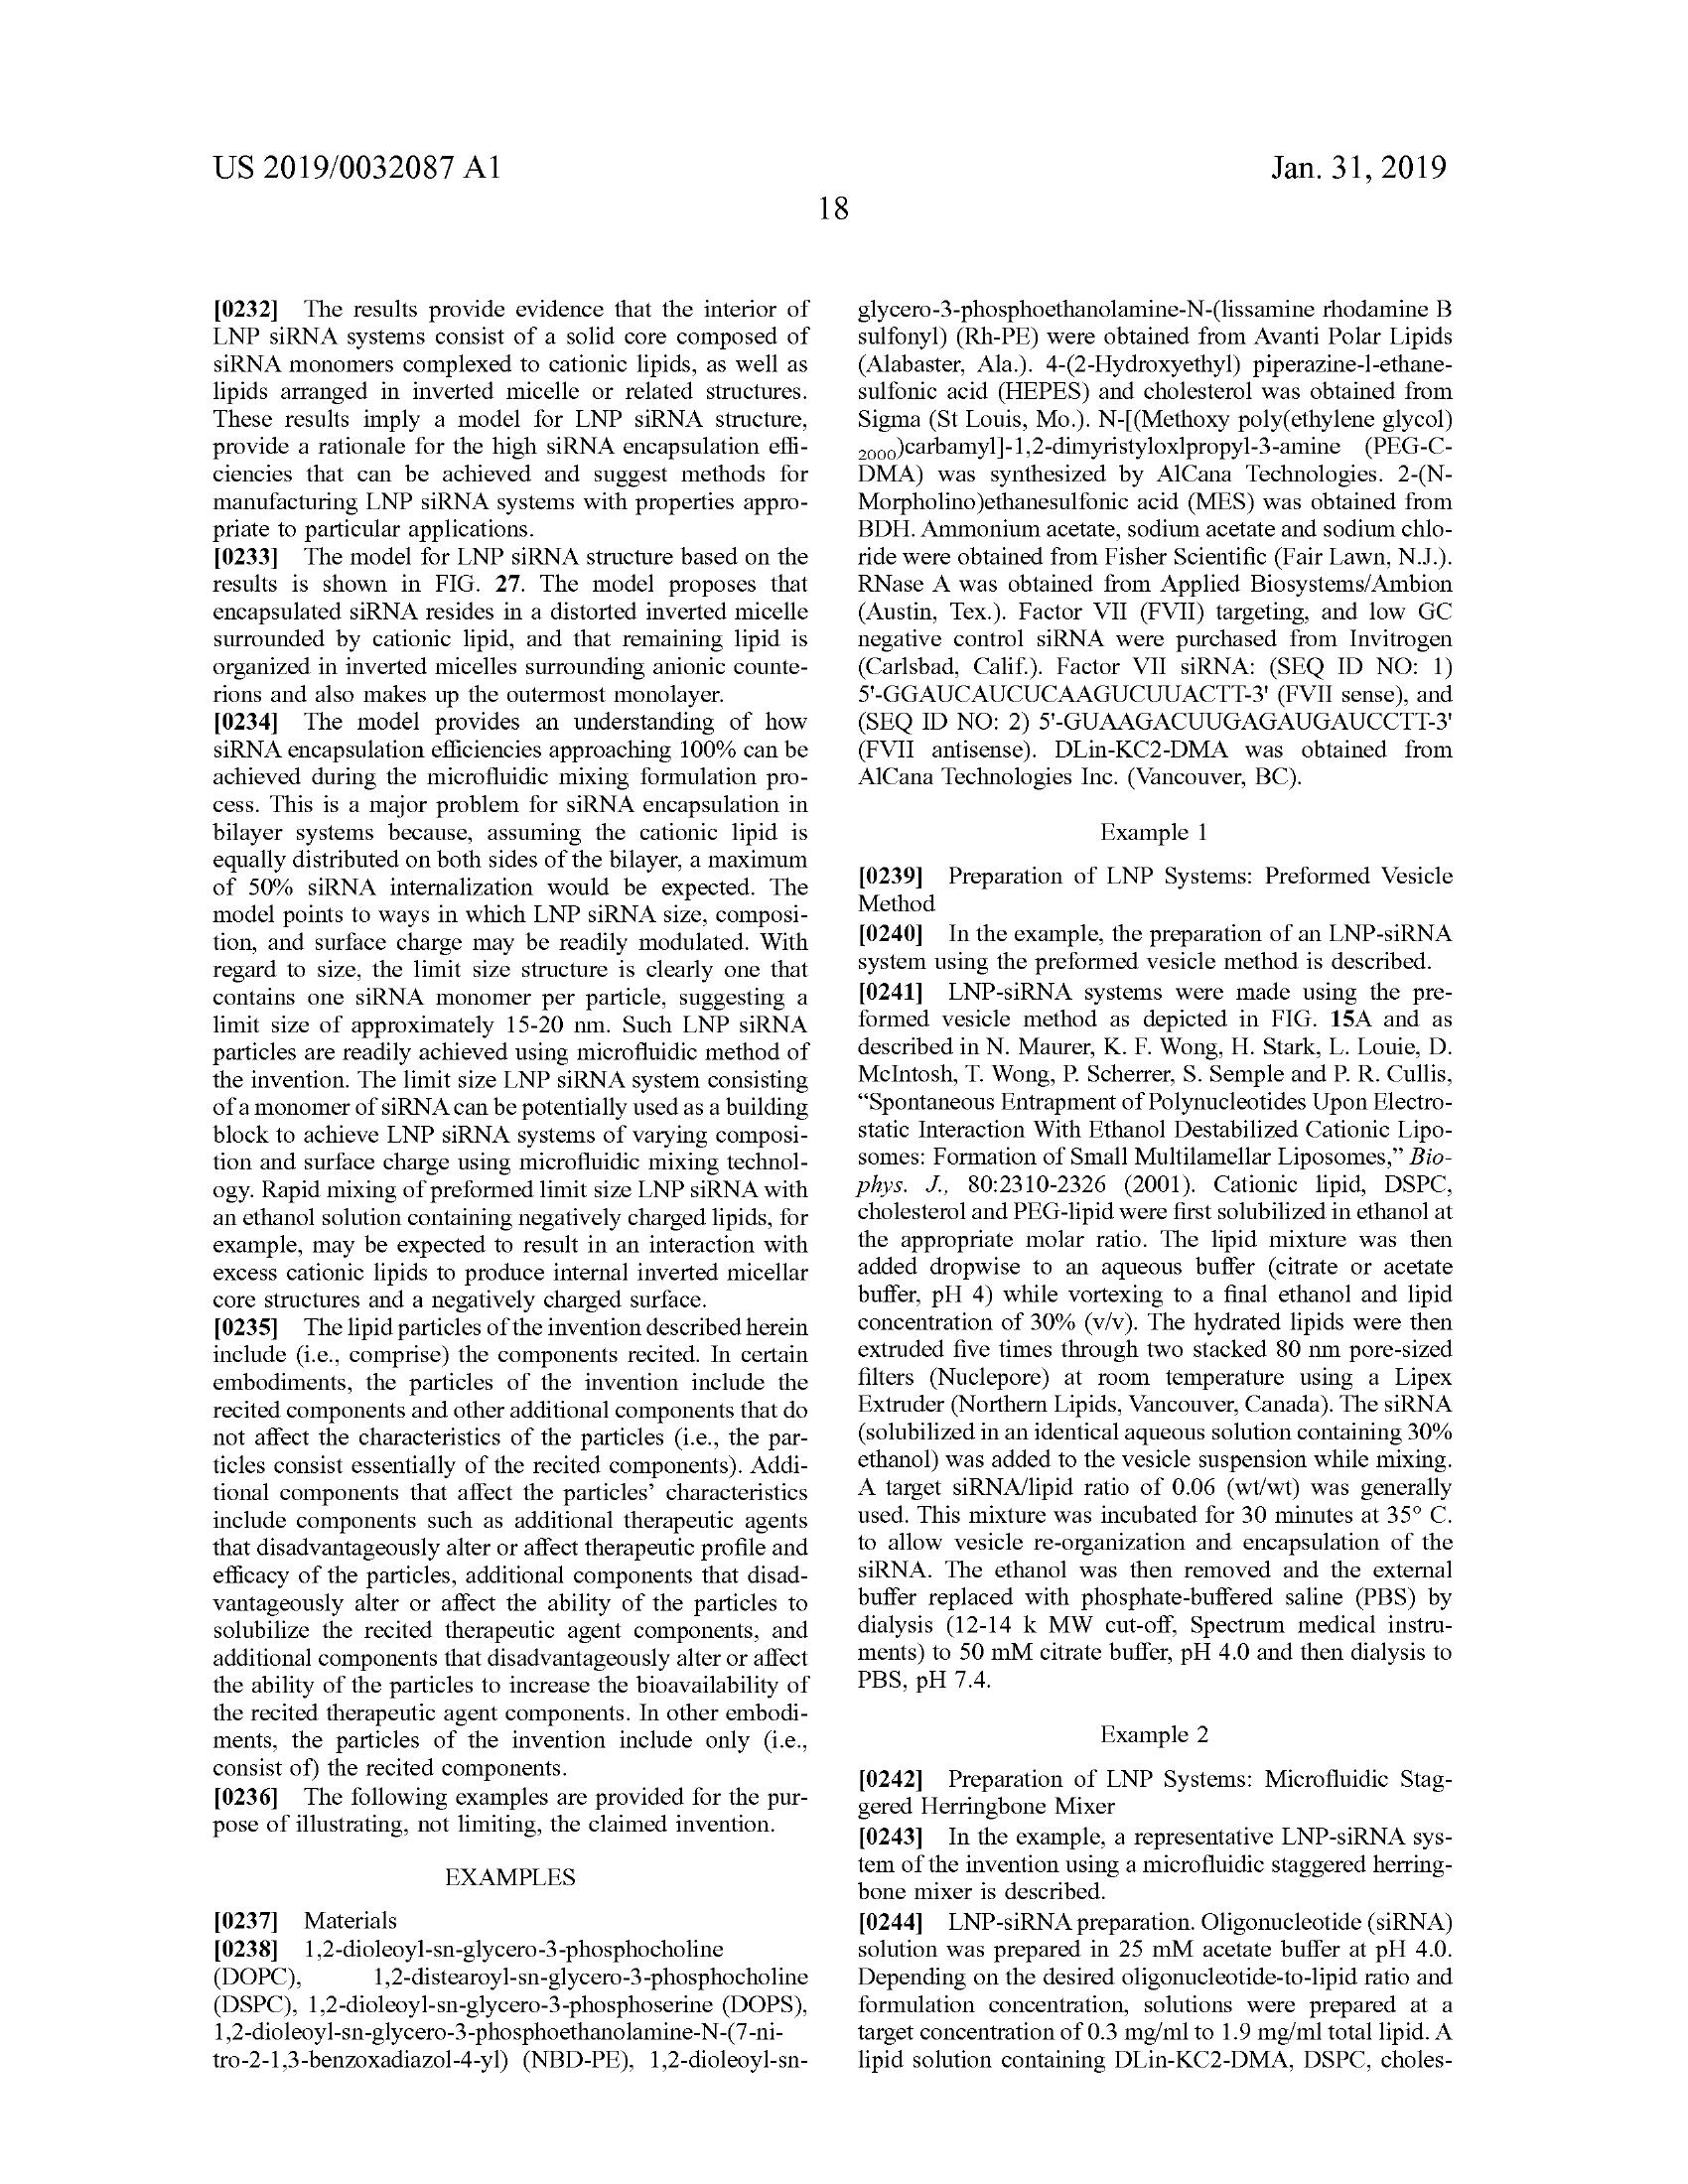 US 2019/0032087 A1
Jan. 31, 2019
18
[0232] The results provide evidence that the interior of
LNP siRNA systems consist of a solid core composed of
siRNA monomers complexed to cationic lipids, as well as
lipids arranged in inverted micelle or related structures.
These results imply a model for LNP siRNA structure,
provide a rationale for the high siRNA encapsulation effi-
ciencies that can be achieved and suggest methods for
manufacturing LNP siRNA systems with properties appro-
priate to particular applications.
[0233] The model for LNP siRNA structure based on the
results is shown in FIG. 27. The model proposes that
encapsulated siRNA resides in a distorted inverted micelle
surrounded by cationic lipid, and that remaining lipid is
organized in inverted micelles surrounding anionic counte-
rions and also makes up the outermost monolayer.
[0234] The model provides an understanding of how
siRNA encapsulation efficiencies approaching 100% can be
achieved during the microfluidic mixing formulation pro-
cess. This is a major problem for siRNA encapsulation in
bilayer systems because, assuming the cationic lipid is
equally distributed on both sides of the bilayer, a maximum
of 50% siRNA internalization would be expected. The
model points to ways in which LNP siRNA size, composi-
tion, and surface charge may be readily modulated. With
regard to size, the limit size structure is clearly one that
contains one siRNA monomer per particle, suggesting a
limit size of approximately 15-20 nm. Such LNP siRNA
particles are readily achieved using microfluidic method of
the invention. The limit size LNP siRNA system consisting
of a monomer of siRNA can be potentially used as a building
block to achieve LNP siRNA systems of varying composi-
tion and surface charge using microfluidic mixing technol-
ogy. Rapid mixing of preformed limit size LNP siRNA with
an ethanol solution containing negatively charged lipids, for
example, may be expected to result in an interaction with
excess cationic lipids to produce internal inverted micellar
core structures and a negatively charged surface.
[0235] The lipid particles of the invention described herein
include (i.e., comprise) the components recited. In certain
embodiments, the particles of the invention include the
recited components and other additional components that do
not affect the characteristics of the particles (i.e., the par-
ticles consist essentially of the recited components). Addi-
tional components that affect the particles’ characteristics
include components such as additional therapeutic agents
that disadvantageously alter or affect therapeutic profile and
efficacy of the particles, additional components that disad-
vantageously alter or affect the ability of the particles to
solubilize the recited therapeutic agent components, and
additional components that disadvantageously alter or affect
the ability of the particles to increase the bioavailability of
the recited therapeutic agent components. In other embodi-
ments, the particles of the invention include only (i.e.,
consist of) the recited components.
[0236] The following examples are provided for the pur-
pose of illustrating, not limiting, the claimed invention.
EXAMPLES
[0237] Materials
[0238] 1,2-dioleoyl-sn-glycero-3-phosphocholine
(DOPC), 1,2-distearoyl-sn-glycero-3-phosphocholine
(DSPC), 1,2-dioleoyl-sn-glycero-3-phosphoserine (DOPS),
1,2-dioleoyl-sn-glycero-3-phosphoethanolamine-N-(7-ni-
tro-2-1,3-benzoxadiazol-4-yl) (NBD-PE), 1,2-dioleoyl-sn-
glycero-3-phosphoethanolamine-N-(lissamine rhodamine B
sulfonyl) (Rh-PE) were obtained from Avanti Polar Lipids
(Alabaster, Ala.). 4-(2-Hydroxyethyl) piperazine-l-ethane-
sulfonic acid (HEPES) and cholesterol was obtained from
Sigma (St Louis, Mo.). N-[(Methoxy poly(ethylene glycol)
2000)carbamyl]-1,2-dimyristyloxlpropyl-3-amine (PEG-C-
DMA) was synthesized by AlCana Technologies. 2-(N-
Morpholino)ethanesulfonic acid (MES) was obtained from
BDH. Ammonium acetate, sodium acetate and sodium chlo-
ride were obtained from Fisher Scientific (Fair Lawn, N.J.).
RNase A was obtained from Applied Biosystems/Ambion
(Austin, Tex.). Factor VII (FVII) targeting, and low GC
negative control siRNA were purchased from Invitrogen
(Carlsbad, Calif.). Factor VII siRNA: (SEQ ID NO: 1)
5'-GGAUCAUCUCAAGUCUUACTT-3' (FVII sense), and
(SEQ ID NO: 2) 5'-GUAAGACUUGAGAUGAUCCTT-3'
(FVII antisense). DLin-KC2-DMA was obtained from
AlCana Technologies Inc. (Vancouver, BC).
Example 1
[0239] Preparation of LNP Systems: Preformed Vesicle
Method
[0240] In the example, the preparation of an LNP-siRNA
system using the preformed vesicle method is described.
[0241] LNP-siRNA systems were made using the pre-
formed vesicle method as depicted in FIG. 15A and as
described in N. Maurer, K. F. Wong, H. Stark, L. Louie, D.
McIntosh, T. Wong, P. Scherrer, S. Semple and P. R. Cullis,
“Spontaneous Entrapment of Polynucleotides Upon Electro-
static Interaction With Ethanol Destabilized Cationic Lipo-
somes: Formation of Small Multilamellar Liposomes,” Bio-
phys. J., 80:2310-2326 (2001). Cationic lipid, DSPC,
cholesterol and PEG-lipid were first solubilized in ethanol at
the appropriate molar ratio. The lipid mixture was then
added dropwise to an aqueous buffer (citrate or acetate
buffer, pH 4) while vortexing to a final ethanol and lipid
concentration of 30% (v/v). The hydrated lipids were then
extruded five times through two stacked 80 nm pore-sized
filters (Nuclepore) at room temperature using a Lipex
Extruder (Northern Lipids, Vancouver, Canada). The siRNA
(solubilized in an identical aqueous solution containing 30%
ethanol) was added to the vesicle suspension while mixing.
A target siRNA/lipid ratio of 0.06 (wt/wt) was generally
used. This mixture was incubated for 30 minutes at 35° C.
to allow vesicle re-organization and encapsulation of the
siRNA. The ethanol was then removed and the external
buffer replaced with phosphate-buffered saline (PBS) by
dialysis (12-14 k MW cut-off, Spectrum medical instru-
ments) to 50 mM citrate buffer, pH 4.0 and then dialysis to
PBS, pH 7.4.
Example 2
[0242] Preparation of LNP Systems: Microfluidic Stag-
gered Herringbone Mixer
[0243] In the example, a representative LNP-siRNA sys-
tem of the invention using a microfluidic staggered herring-
bone mixer is described.
[0244] LNP-siRNA preparation. Oligonucleotide (siRNA)
solution was prepared in 25 mM acetate buffer at pH 4.0.
Depending on the desired oligonucleotide-to-lipid ratio and
formulation concentration, solutions were prepared at a
target concentration of 0.3 mg/ml to 1.9 mg/ml total lipid. A
lipid solution containing DLin-KC2-DMA, DSPC, choles-